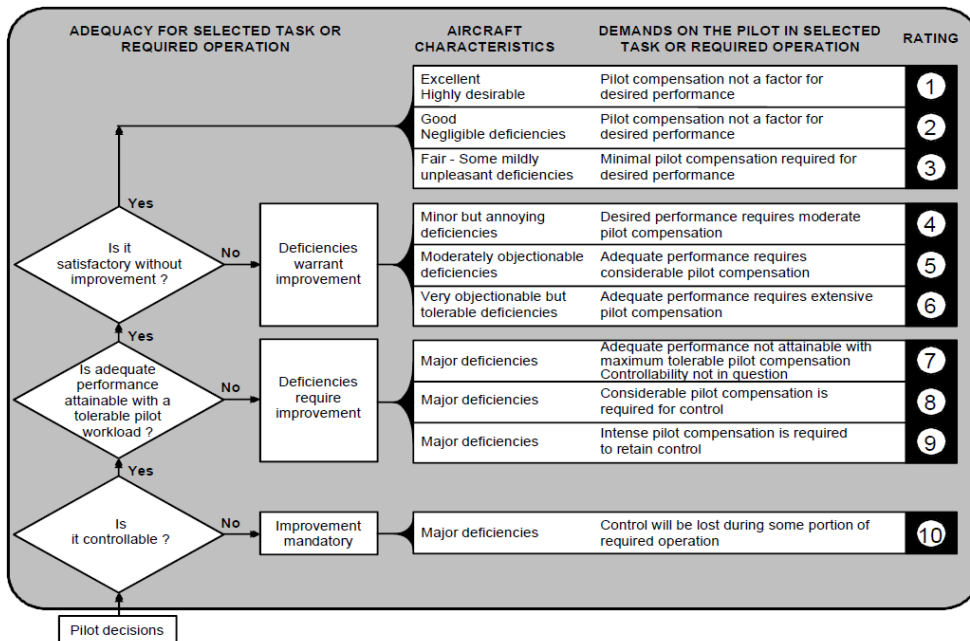 ADEQUACY FOR SELECTED TASK OR
REQUIRED OPERATION
AIRCRAFT
CHARACTERISTICS
DEMANDS ON THE PILOT IN SELECTED
TASK OR REQUIRED OPERATION
RATING
Excellent
Highly desirable
Pilot compensation not a factor for
desired performance
1
Good
Negligible deficiencies
Pilot compensation not a factor for
desired performance
2
Fair - Some mildly
unpleasant deficiencies
Minimal pilot compensation required for
desired performance
3
Yes
Is it
satisfactory without
improvement ?
No
Deficiencies
warrant
improvement
Minor but annoying
deficiencies
Desired performance requires moderate
pilot compensation
4
Moderately objectionable
deficiencies
Adequate performance requires
considerable pilot compensation
5
Very objectionable but
tolerable deficiencies
Adequate performance requires extensive
pilot compensation
6
Yes
Is adequate
performance
attainable with a
tolerable pilot
workload ?
No
Deficiencies
require
improvement
Major deficiencies
Adequate performance not attainable with
maximum tolerable pilot compensation
Controllability not in question
7
Major deficiencies
Considerable pilot compensation is
required for control
8
Major deficiencies
Intense pilot compensation is required
to retain control
9
Yes
Is
it controllable ?
No
Improvement
mandatory
Major deficiencies
Control will be lost during some portion of
required operation
10
Pilot decisions